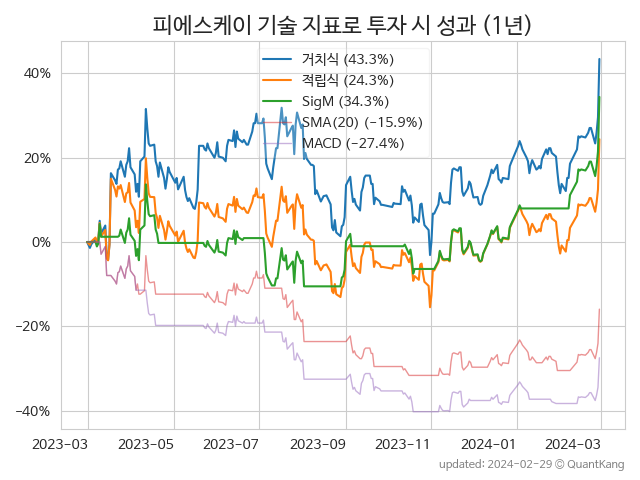 피에스케이 기술 지표로 투자 시 성과 (1년)
거치식 (43.3%)
적립식 (24.3%)
SigM (34.3%)
SMA(20) (−15.9%)
MACD (−27.4%)
40%
20%
0%
−20%
−40%
2023−03 2023−05 2023−07 2023−09 2023−11 2024−01 2024−03
updated: 2024−02−29 © QuantKang